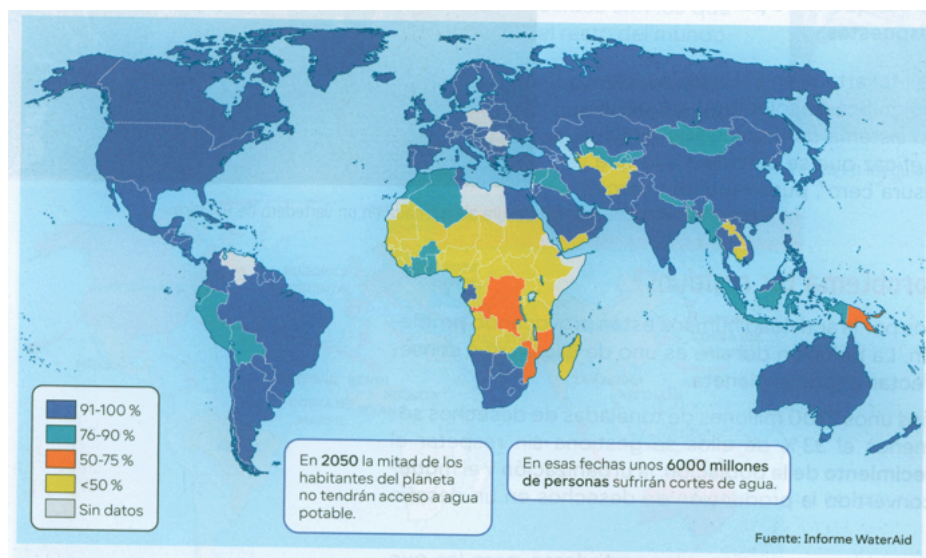 91-100 %
76-90 %
50-75 %
<50 %
Sin datos
En 2050 la mitad de los
habitantes del planeta
no tendrán acceso a agua
potable.
En esas fechas unos 6000 millones
de personas sufrirán cortes de agua.
Fuente: Informe WaterAid